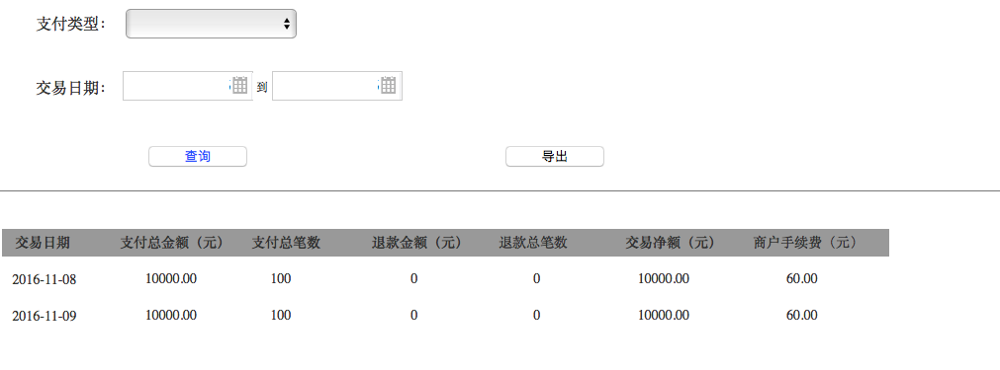 支付类型：
交易日期： 到
查询 导出
交易日期 支付总金额（元） 支付总笔数 退款金额（元） 退款总笔数 交易净额（元） 商户手续费（元）
2016-11-08 10000.00 100 0 0 10000.00 60.00
2016-11-09 10000.00 100 0 0 10000.00 60.00